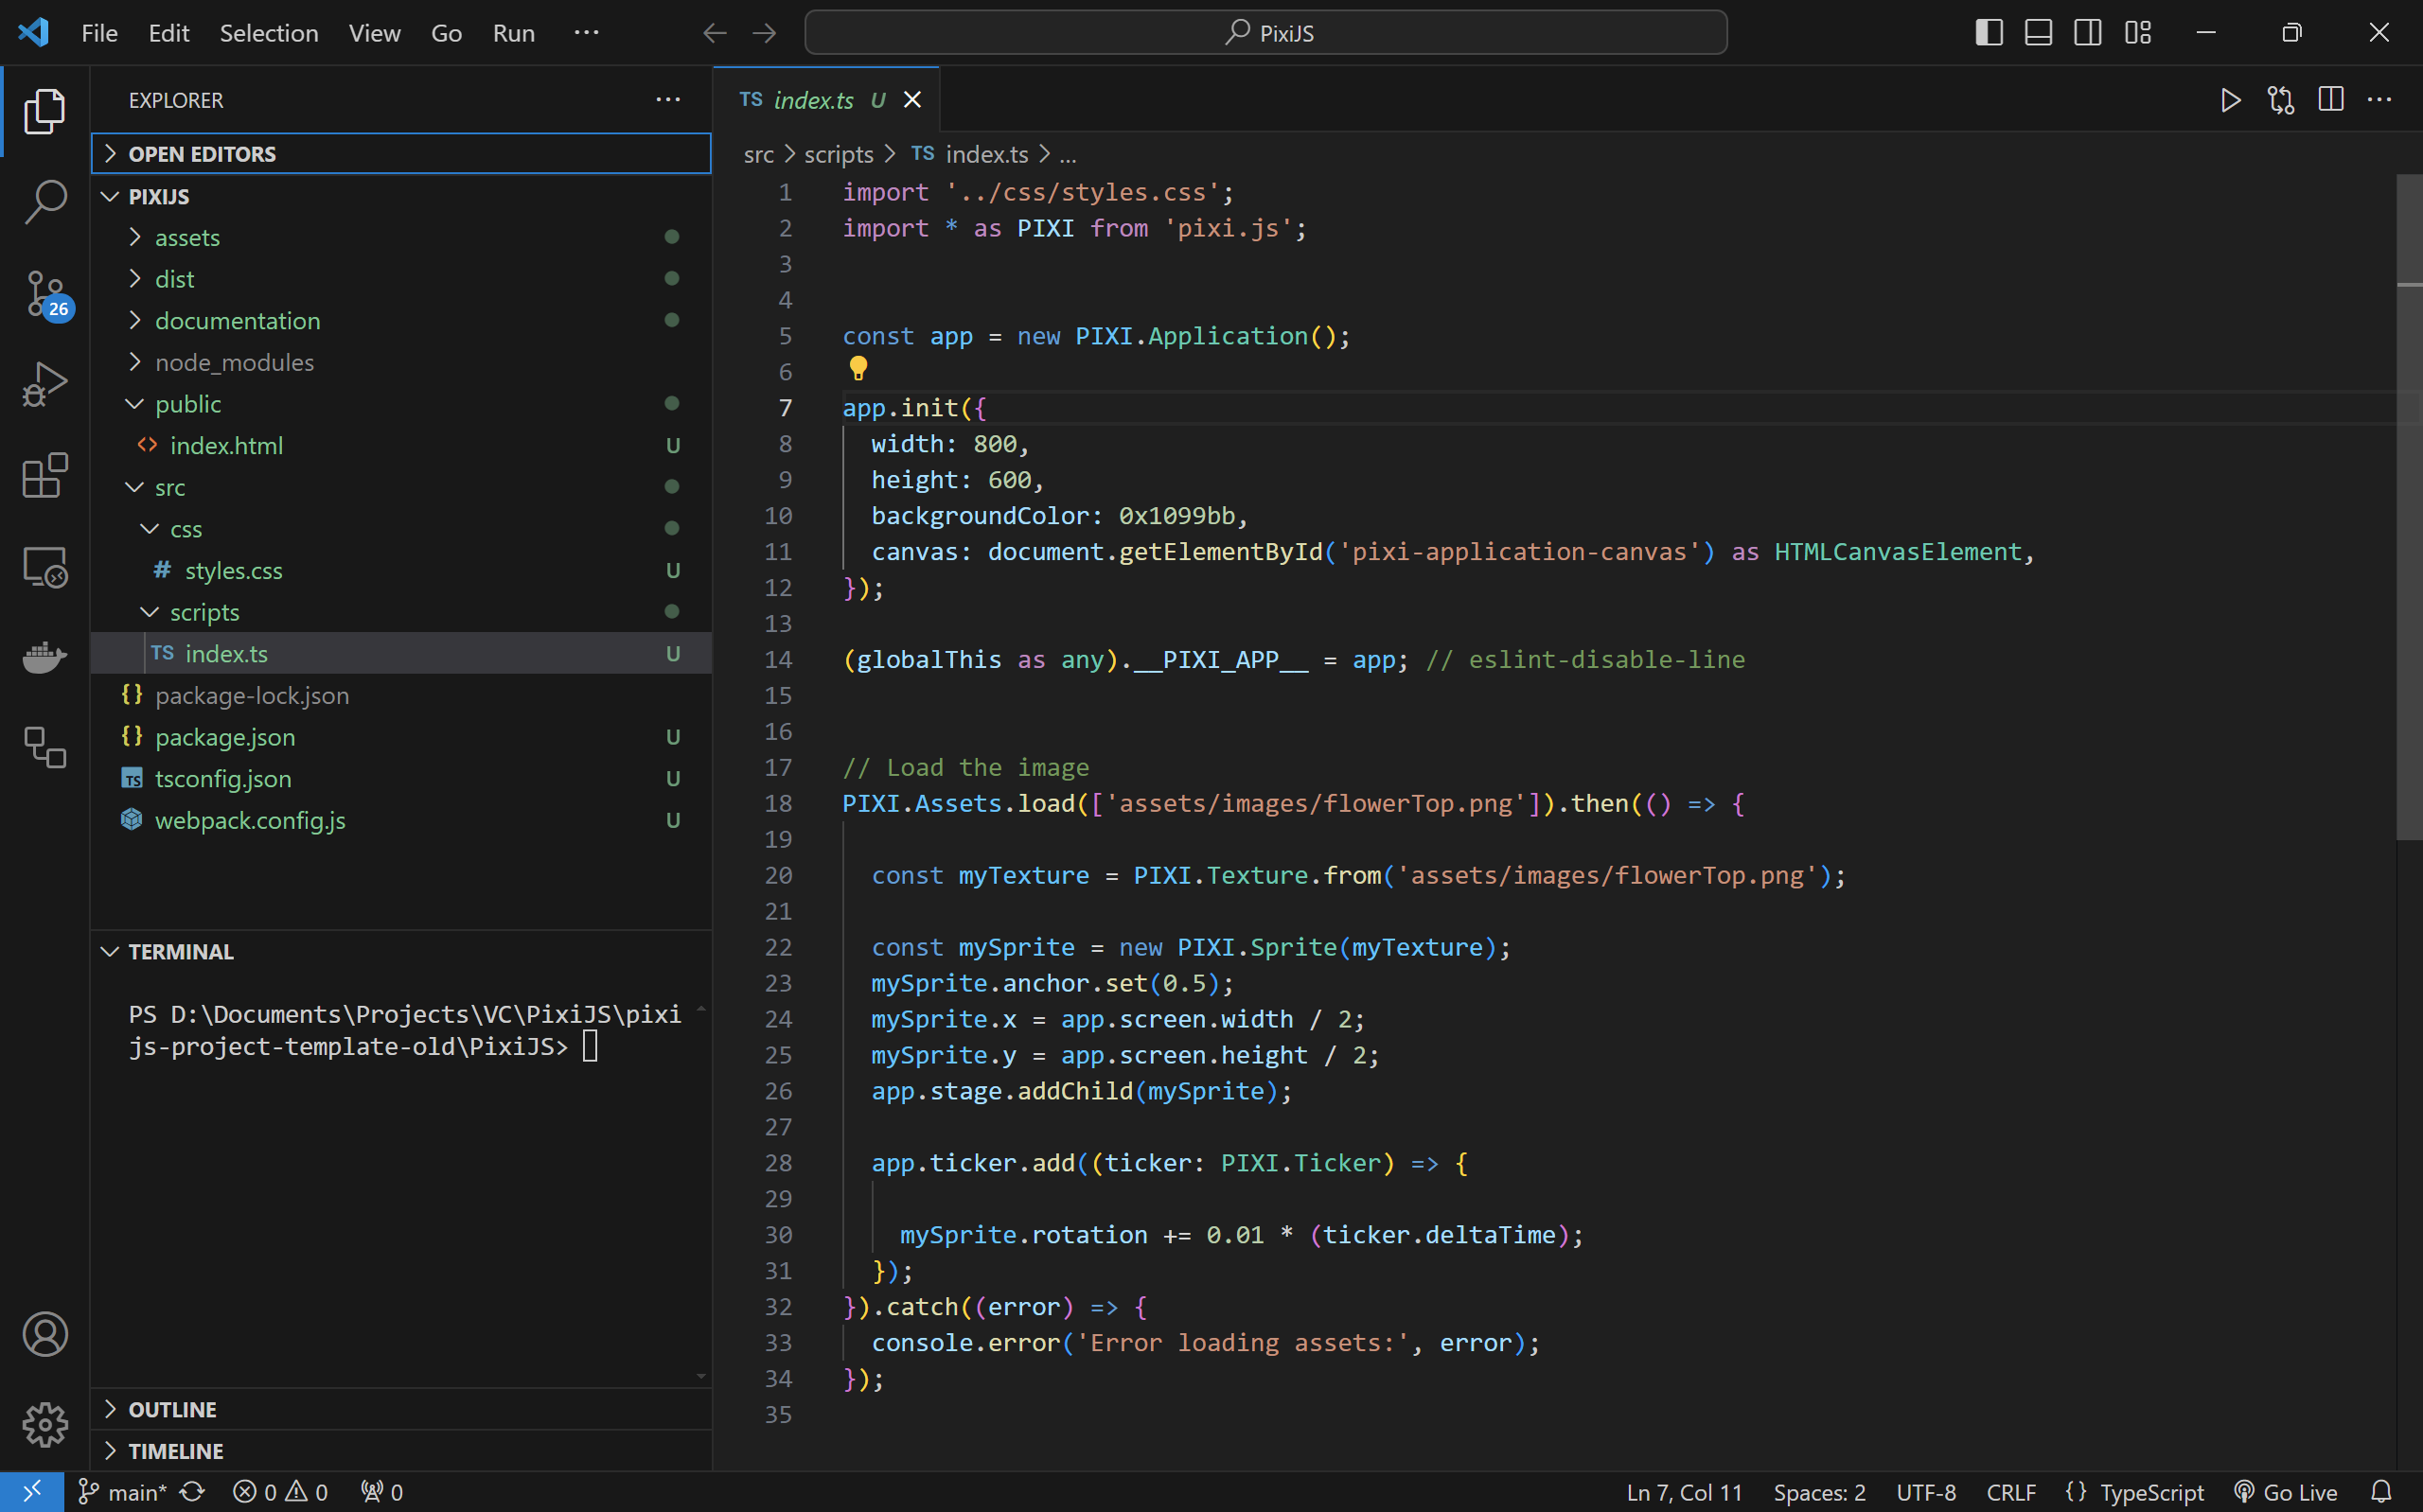 File Edit Selection View Go Run ···
PixiJS
EXPLORER ···
OPEN EDITORS
PIXIJS
assets
dist
documentation
node_modules
public
<> index.html U
src
css
# styles.css U
scripts
TS index.ts U
{} package-lock.json
{} package.json U
TS tsconfig.json U
webpack.config.js U
26
TERMINAL
PS D:\Documents\Projects\VC\PixiJS\pixi
js-project-template-old\PixiJS>
OUTLINE
TIMELINE
TS index.ts U
src > scripts > TS index.ts > ...
1 import '../css/styles.css';
2 import * as PIXI from 'pixi.js';
3
4
5 const app = new PIXI.Application();
6
7 app.init({
8 width: 800,
9 height: 600,
10 backgroundColor: 0x1099bb,
11 canvas: document.getElementById('pixi-application-canvas') as HTMLCanvasElement,
12 });
13
14 (globalThis as any).__PIXI_APP__ = app; // eslint-disable-line
15
16
17 // Load the image
18 PIXI.Assets.load(['assets/images/flowerTop.png']).then(() => {
19
20 const myTexture = PIXI.Texture.from('assets/images/flowerTop.png');
21
22 const mySprite = new PIXI.Sprite(myTexture);
23 mySprite.anchor.set(0.5);
24 mySprite.x = app.screen.width / 2;
25 mySprite.y = app.screen.height / 2;
26 app.stage.addChild(mySprite);
27
28 app.ticker.add((ticker: PIXI.Ticker) => {
29
30 mySprite.rotation += 0.01 * (ticker.deltaTime);
31 });
32 }).catch((error) => {
33 console.error('Error loading assets:', error);
34 });
35
main* 0 0 0 Ln 7, Col 11 Spaces: 2 UTF-8 CRLF {} TypeScript Go Live